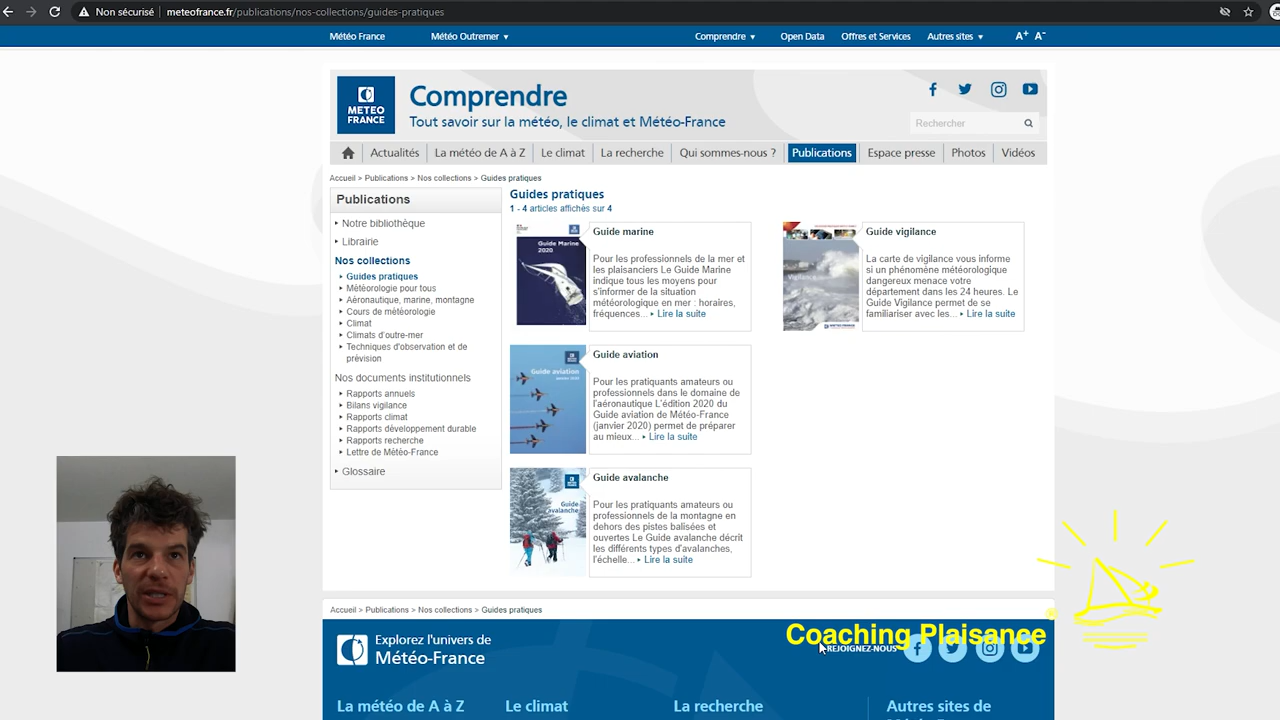 Non sécurisé | meteofrance.fr/publications/nos-collections/guides-pratiques
Météo France
Météo Outremer
Comprendre
Open Data
Offres et Services
Autres sites
A+ A-
METEO
FRANCE
Comprendre
Tout savoir sur la météo, le climat et Météo-France
Rechercher
Actualités
La météo de A à Z
Le climat
La recherche
Qui sommes-nous ?
Publications
Espace presse
Photos
Vidéos
Accueil > Publications > Nos collections > Guides pratiques
Publications
Notre bibliothèque
Librairie
Nos collections
Guides pratiques
Météorologie pour tous
Aéronautique, marine, montagne
Cours de météorologie
Climat
Climats d'outre-mer
Techniques d'observation et de
prévision
Nos documents institutionnels
Rapports annuels
Bilans vigilance
Rapports climat
Rapports développement durable
Rapports recherche
Lettre de Météo-France
Glossaire
Guides pratiques
1 - 4 articles affichés sur 4
Guide Marine
2020
Guide marine
Pour les professionnels de la mer et
les plaisanciers Le Guide Marine
indique tous les moyens pour
s'informer de la situation
météorologique en mer : horaires,
fréquences... Lire la suite
Guide vigilance
La carte de vigilance vous informe
si un phénomène météorologique
dangereux menace votre
département dans les 24 heures. Le
Guide Vigilance permet de se
familiariser avec les... Lire la suite
Guide aviation
janvier 2020
Guide aviation
Pour les pratiquants amateurs ou
professionnels dans le domaine de
l'aéronautique L'édition 2020 du
Guide aviation de Météo-France
(janvier 2020) permet de préparer
au mieux... Lire la suite
Guide
avalanche
Guide avalanche
Pour les pratiquants amateurs ou
professionnels de la montagne en
dehors des pistes balisées et
ouvertes Le Guide avalanche décrit
les différents types d'avalanches,
l'échelle... Lire la suite
Accueil > Publications > Nos collections > Guides pratiques
Explorez l'univers de
Météo-France
Coaching Plaisance
REJOIGNEZ-NOUS
La météo de A à Z
Le climat
La recherche
Autres sites de